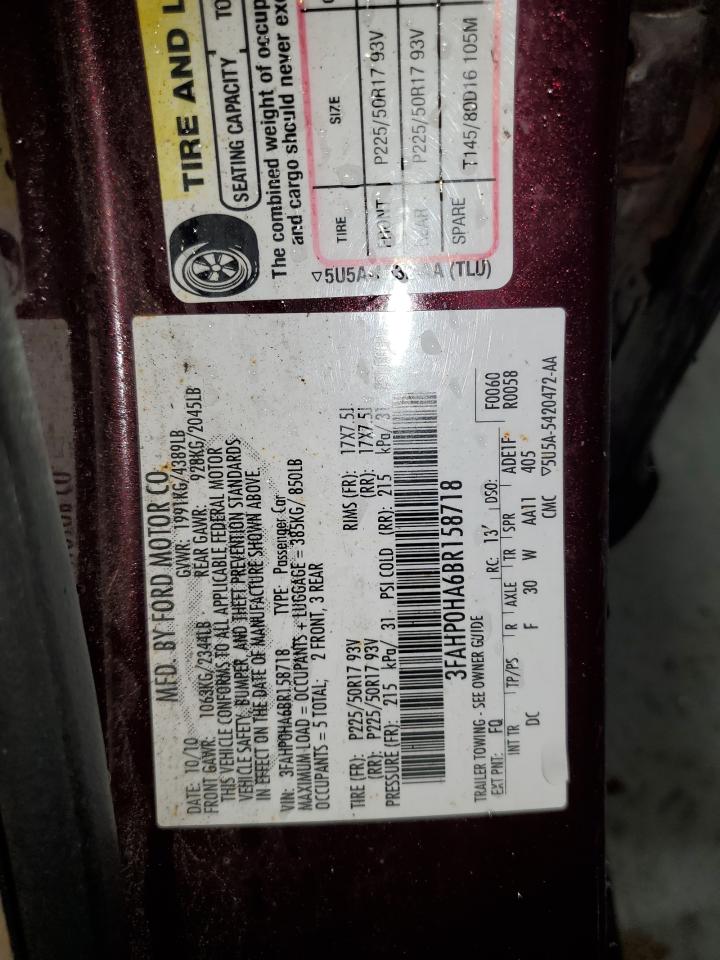 TIRE AND L
SEATING CAPACITY TO
The combined weight of occup
and cargo should never exc
TIRE SIZE
FRONT P225/50R17 93V
REAR P225/50R17 93V
SPARE T145/80D16 105M
(TLU)
MFD. BY FORD MOTOR CO.
DATE: 10/10 GVWR: 1991KG/4389LB
FRONT GAWR: 1063KG/2344LB REAR GAWR: 928KG/2045LB
THIS VEHICLE CONFORMS TO ALL APPLICABLE FEDERAL MOTOR
VEHICLE SAFETY, BUMPER, AND THEFT PREVENTION STANDARDS
IN EFFECT ON THE DATE OF MANUFACTURE SHOWN ABOVE.
VIN: 3FAHP0HA6BR158718 TYPE: Passenger Car
MAXIMUM LOAD = OCCUPANTS + LUGGAGE = 385KG/ 850LB
OCCUPANTS = 5 TOTAL; 2 FRONT, 3 REAR
TIRE (FR): P225/50R17 93V RIMS (FR): 17X7.5J
(RR): P225/50R17 93V (RR): 17X7.5J
PRESSURE (FR): 215 kPa/ 31 PSI COLD (RR): 215 kPa/ 31
3FAHP0HA6BR158718
TRAILER TOWING - SEE OWNER GUIDE
F0060
R0058
EXT PNT: FQ RC: 13 DSO: ADE1F
INT TR TP/PS R AXLE TR SPR 405
DC F 30 W AA11
CMC ▽5U5A-5420472-AA